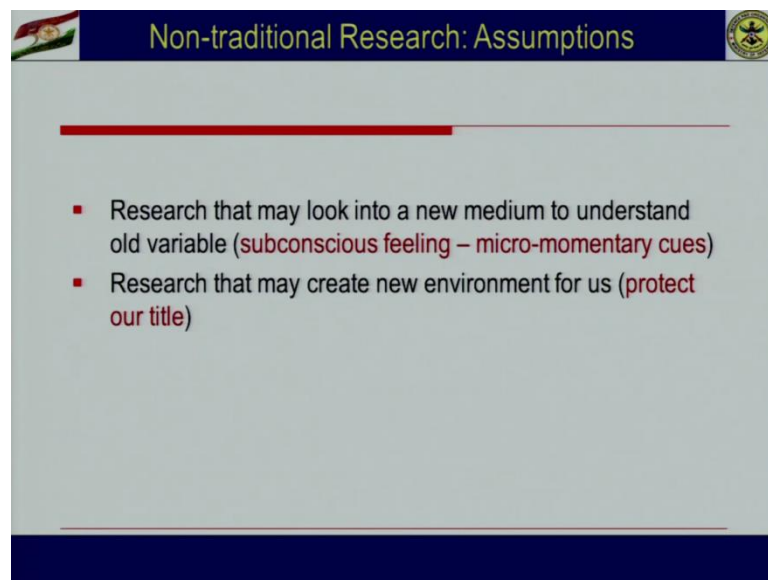 Non-traditional Research: Assumptions
▪ Research that may look into a new medium to understand
old variable (subconscious feeling – micro-momentary cues)
▪ Research that may create new environment for us (protect
our title)